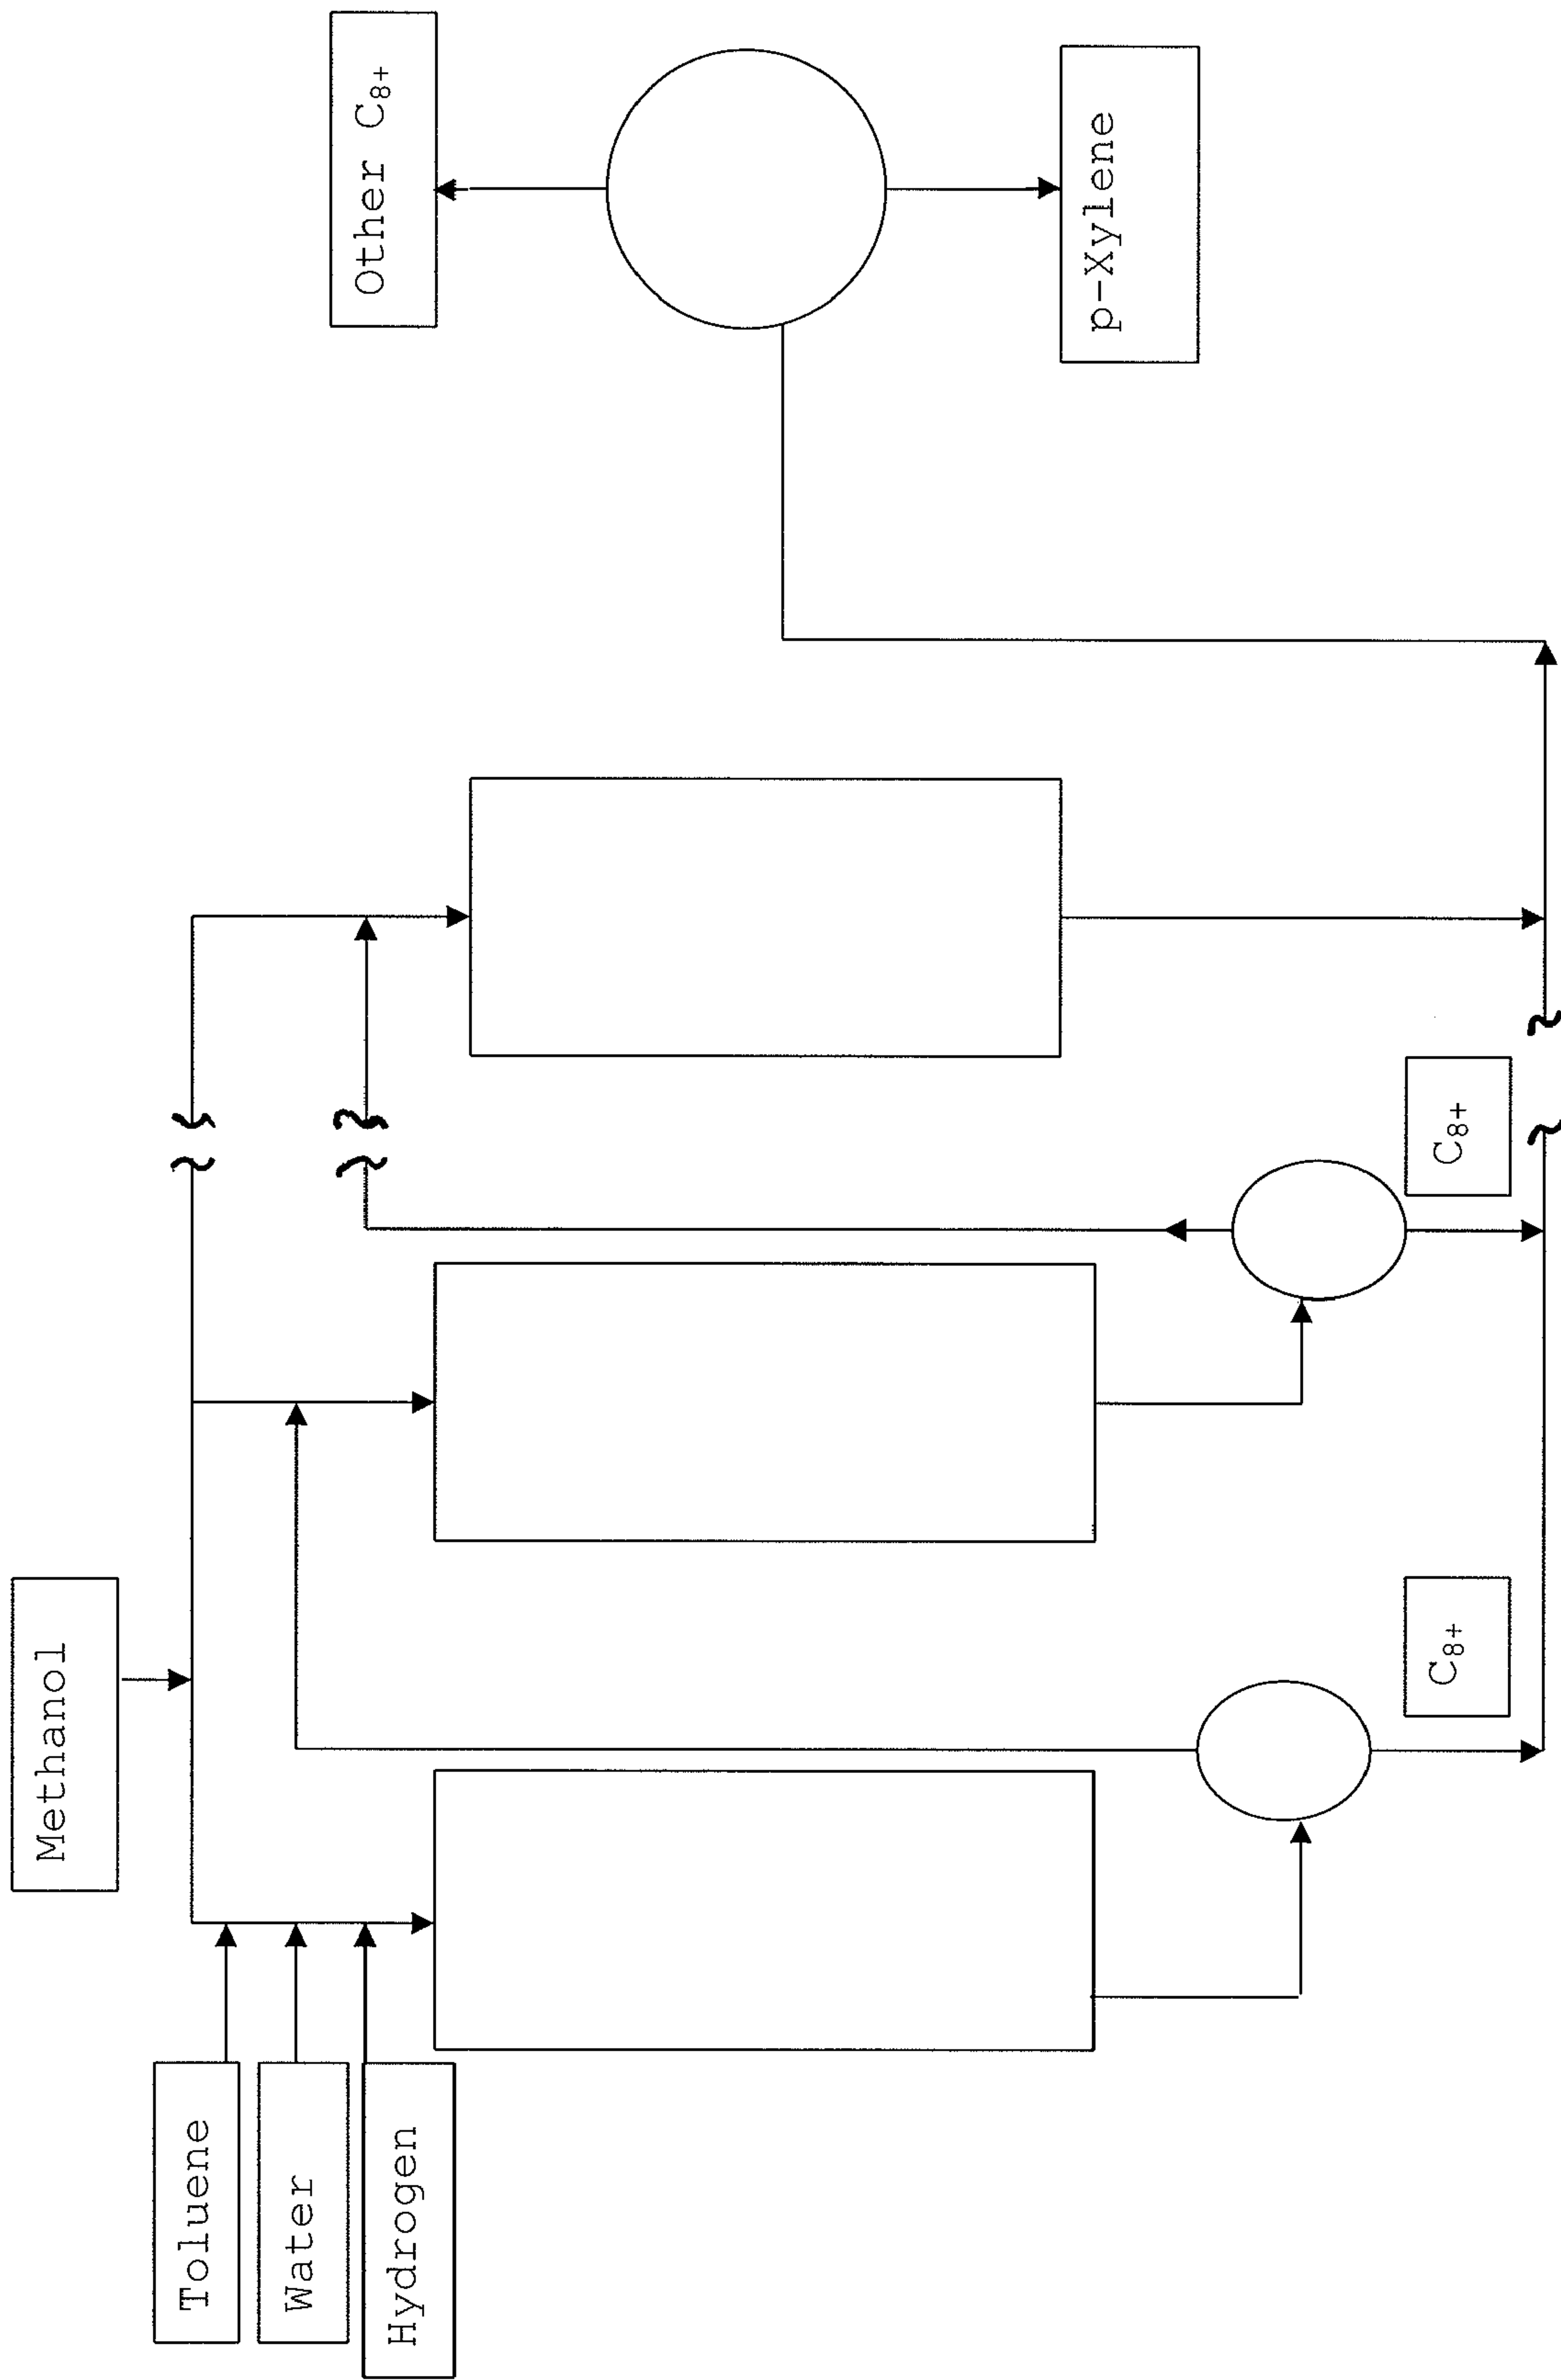 Methanol
Toluene
Water
Hydrogen
C8+
C8+
Other C8+
p-Xylene